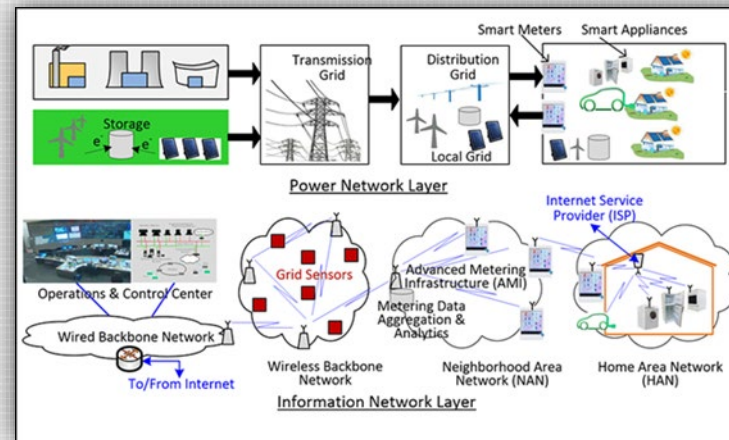 Smart Meters
Smart Appliances
Transmission
Grid
Distribution
Grid
Storage
e-
e-
Local Grid
Power Network Layer
Internet Service
Provider (ISP)
Grid Sensors
Advanced Metering
Infrastructure (AMI)
Operations & Control Center
Metering Data
Aggregation &
Analytics
Wired Backbone Network
To/From Internet
Wireless Backbone
Network
Neighborhood Area
Network (NAN)
Home Area Network
(HAN)
Information Network Layer